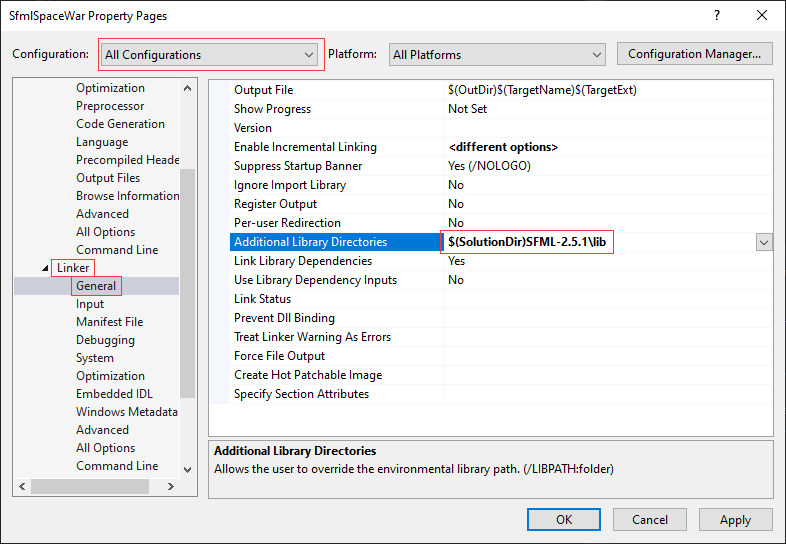 SfmlSpaceWar Property Pages
?
Configuration: All Configurations Platform: All Platforms Configuration Manager...
Optimization
Preprocessor
Code Generation
Language
Precompiled Heade
Output Files
Browse Information
Advanced
All Options
Command Line
Linker
General
Input
Manifest File
Debugging
System
Optimization
Embedded IDL
Windows Metadata
Advanced
All Options
Command Line
Output File $(OutDir)$(TargetName)$(TargetExt)
Show Progress Not Set
Version
Enable Incremental Linking <different options>
Suppress Startup Banner Yes (/NOLOGO)
Ignore Import Library No
Register Output No
Per-user Redirection No
Additional Library Directories $(SolutionDir)SFML-2.5.1\lib
Link Library Dependencies Yes
Use Library Dependency Inputs No
Link Status
Prevent Dll Binding
Treat Linker Warning As Errors
Force File Output
Create Hot Patchable Image
Specify Section Attributes
Additional Library Directories
Allows the user to override the environmental library path. (/LIBPATH:folder)
OK Cancel Apply